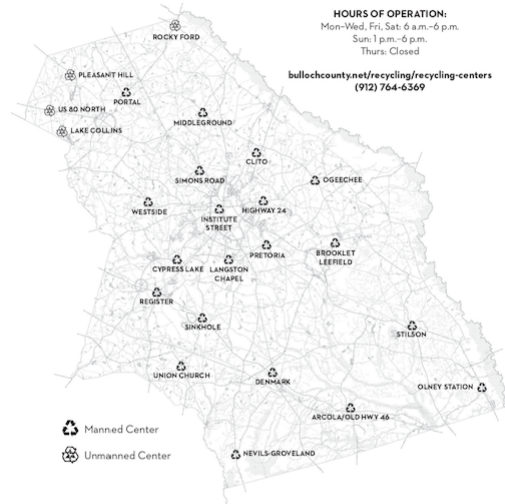 HOURS OF OPERATION:
Mon–Wed, Fri, Sat: 6 a.m.–6 p.m.
Sun: 1 p.m.–6 p.m.
Thurs: Closed
bullochcounty.net/recycling/recycling-centers
(912) 764-6369
ROCKY FORD
PLEASANT HILL
PORTAL
US 80 NORTH
MIDDLEGROUND
LAKE COLLINS
CLITO
SIMONS ROAD
OGEECHEE
WESTSIDE
HIGHWAY 24
INSTITUTE
STREET
PRETORIA
BROOKLET
LEEFIELD
CYPRESS LAKE
LANGSTON
CHAPEL
REGISTER
SINKHOLE
STILSON
UNION CHURCH
DENMARK
OLNEY STATION
ARCOLA/OLD HWY 46
Manned Center
Unmanned Center
NEVILS-GROVELAND